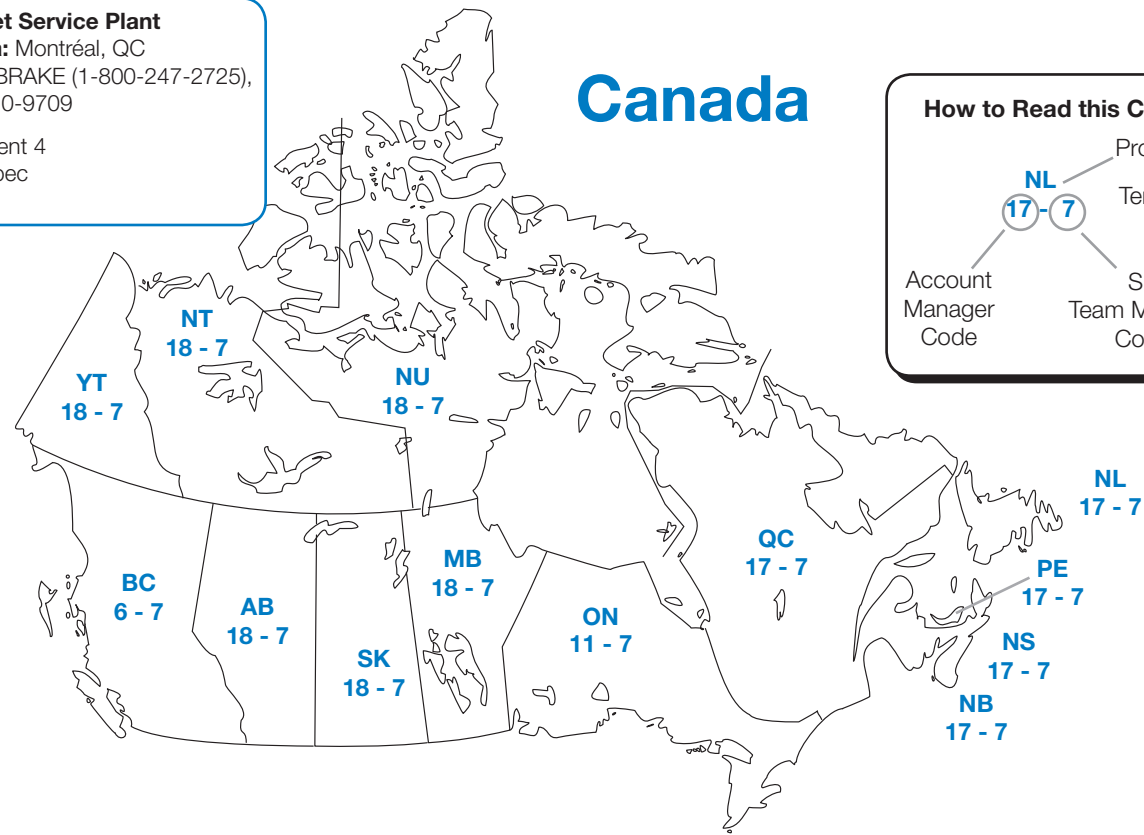 et Service Plant
: Montréal, QC
BRAKE (1-800-247-2725),
0-9709
ent 4
bec
Canada
How to Read this C
Pro
NL
Ter
17 - 7
Account
Manager
Code
S
Team M
Co
NT
18 - 7
YT
18 - 7
NU
18 - 7
NL
17 - 7
QC
17 - 7
MB
18 - 7
PE
17 - 7
BC
6 - 7
AB
18 - 7
ON
11 - 7
SK
18 - 7
NS
17 - 7
NB
17 - 7